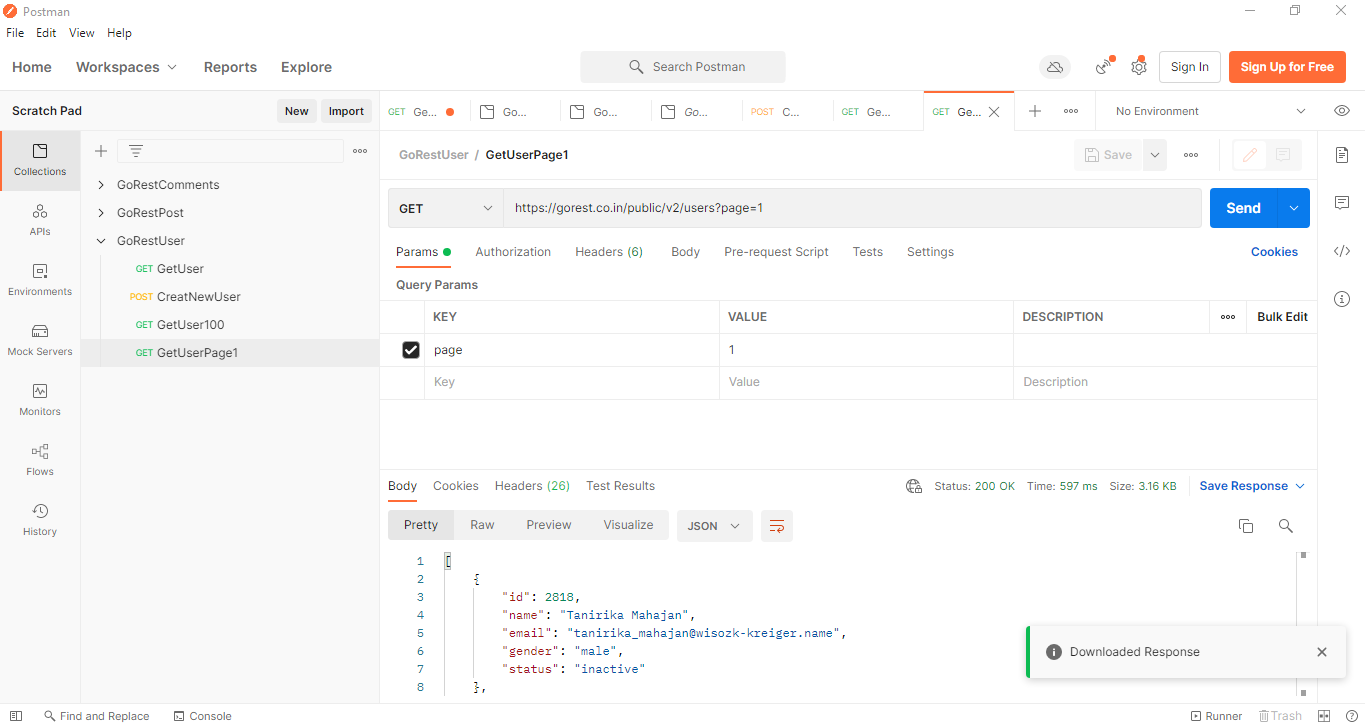 Postman
File Edit View Help
Home Workspaces Reports Explore Search Postman Sign In Sign Up for Free
Scratch Pad New Import GET Ge... Go... Go... Go... POST C... GET Ge... GET Ge... No Environment
Collections
APIs
Environments
Mock Servers
Monitors
Flows
History
GoRestComments
GoRestPost
GoRestUser
GET GetUser
POST CreatNewUser
GET GetUser100
GET GetUserPage1
GoRestUser / GetUserPage1 Save
GET https://gorest.co.in/public/v2/users?page=1 Send
Params Authorization Headers (6) Body Pre-request Script Tests Settings Cookies
Query Params
KEY VALUE DESCRIPTION Bulk Edit
page 1
Key Value Description
Body Cookies Headers (26) Test Results Status: 200 OK Time: 597 ms Size: 3.16 KB Save Response
Pretty Raw Preview Visualize JSON
1 [
2 {
3 "id": 2818,
4 "name": "Tanirika Mahajan",
5 "email": "tanirika_mahajan@wisozk-kreiger.name",
6 "gender": "male",
7 "status": "inactive"
8 },
Downloaded Response
Find and Replace Console Runner Trash